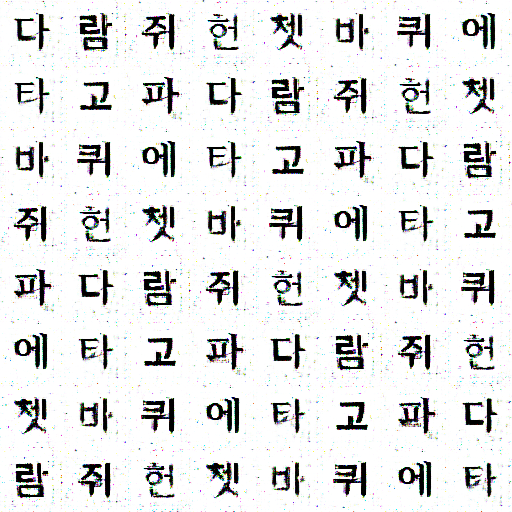 다 람 쥐 헌 쳇 바 퀴 에
타 고 파 다 람 쥐 헌 쳇
바 퀴 에 타 고 파 다 람
쥐 헌 쳇 바 퀴 에 타 고
파 다 람 쥐 헌 쳇 바 퀴
에 타 고 파 다 람 쥐 헌
쳇 바 퀴 에 타 고 파 다
람 쥐 헌 쳇 바 퀴 에 타